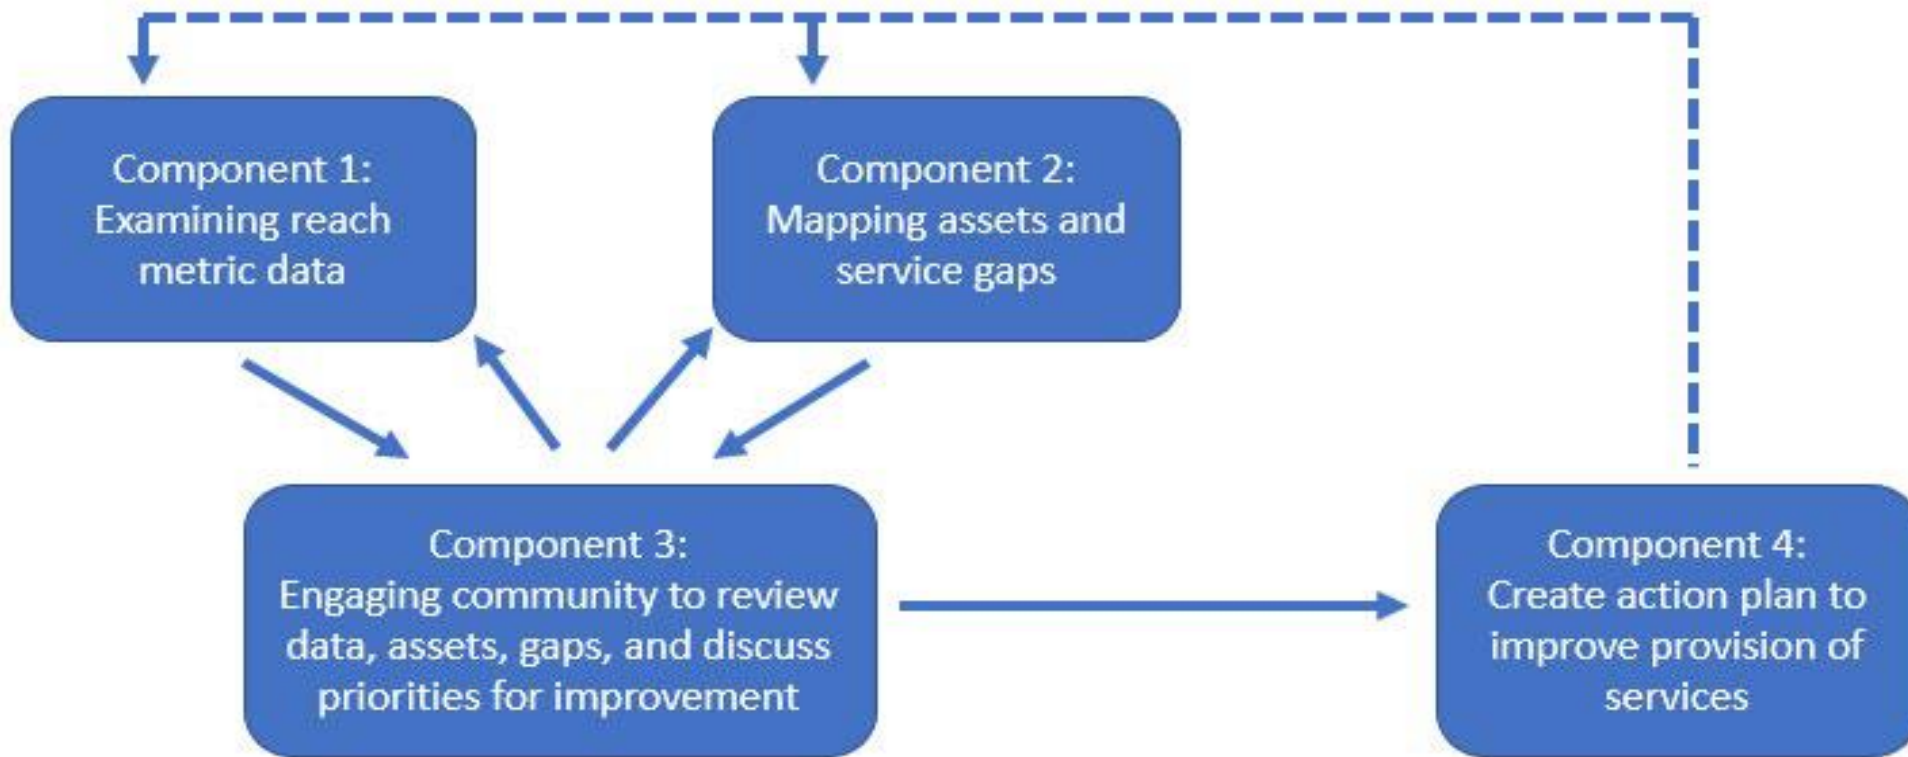 Component 1:
Examining reach
metric data
Component 2:
Mapping assets and
service gaps
Component 3:
Engaging community to review
data, assets, gaps, and discuss
priorities for improvement
Component 4:
Create action plan to
improve provision of
services